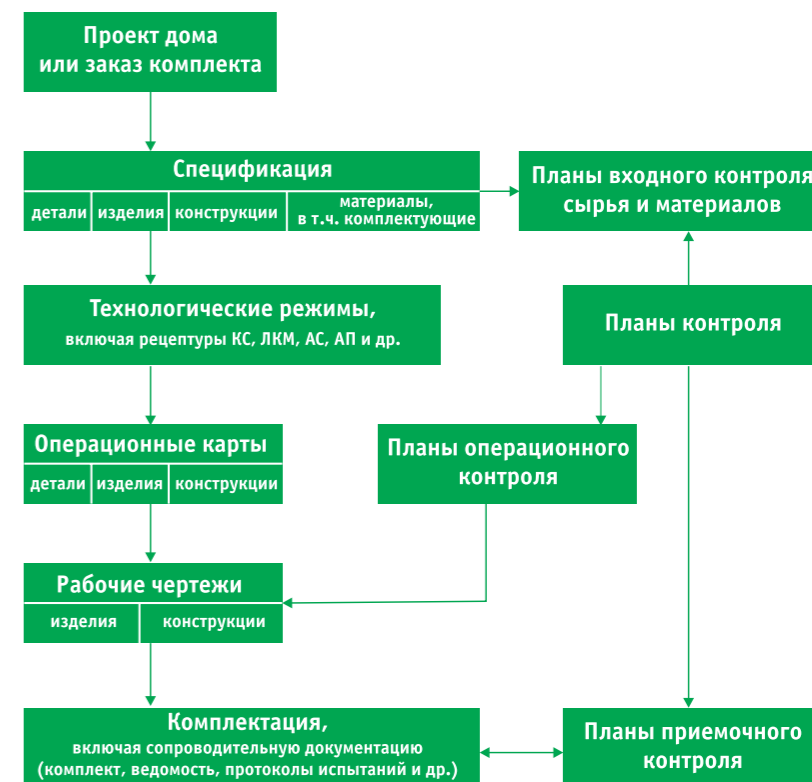 Проект дома
или заказ комплекта
Спецификация
детали изделия конструкции материалы,
в т.ч. комплектующие
Планы входного контроля
сырья и материалов
Технологические режимы,
включая рецептуры КС, ЛКМ, АС, АП и др.
Планы контроля
Операционные карты
детали изделия конструкции
Планы операционного
контроля
Рабочие чертежи
изделия конструкции
Комплектация,
включая сопроводительную документацию
(комплект, ведомость, протоколы испытаний и др.)
Планы приемочного
контроля